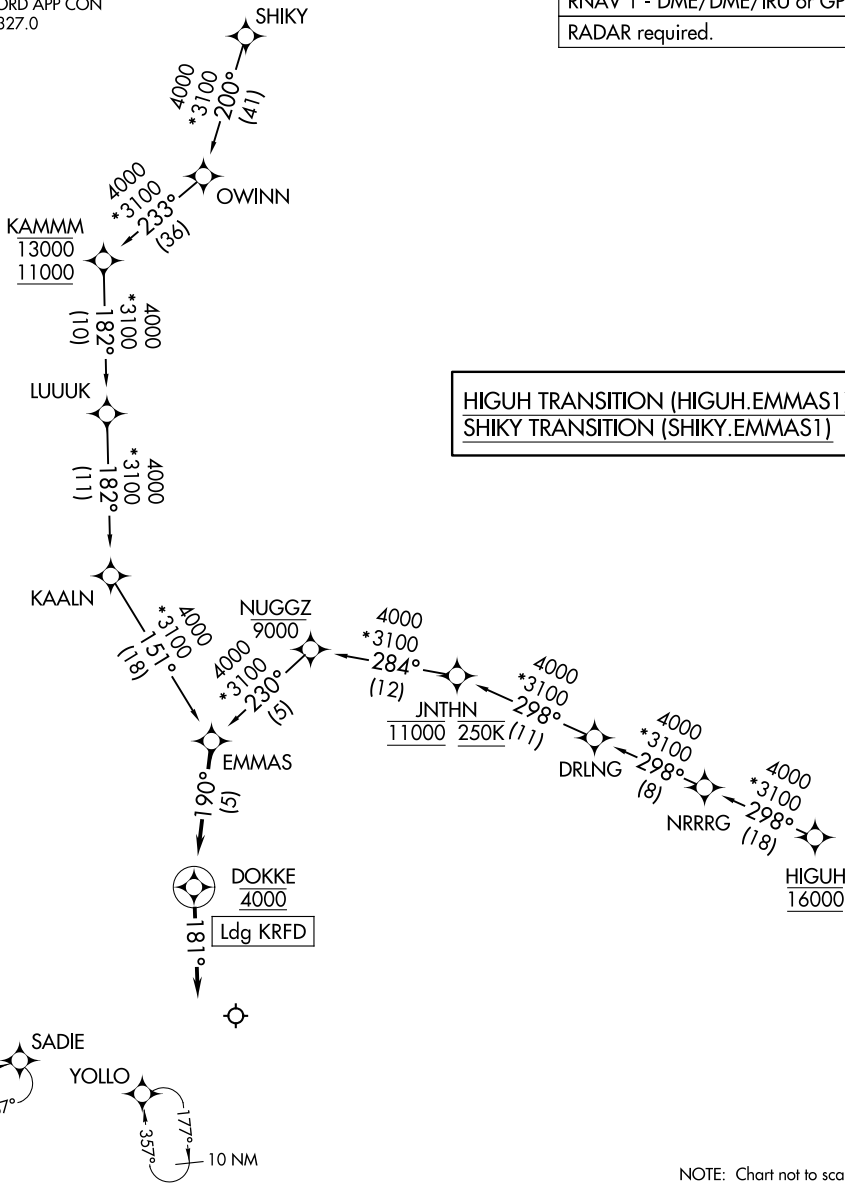 ORD APP CON
327.0
RNAV 1 - DME/DME/IRU or GP
RADAR required.
SHIKY
4000
*3100
200°
(41)
OWINN
4000
*3100
233°
(36)
KAMMM
13000
11000
4000
*3100
182°
(10)
LUUUK
HIGUH TRANSITION (HIGUH.EMMAS1)
SHIKY TRANSITION (SHIKY.EMMAS1)
4000
*3100
182°
(11)
KAALN
4000
*3100
151°
(18)
NUGGZ
9000
4000
*3100
230°
(5)
4000
*3100
284°
(12)
JNTHN
11000 250K
4000
*3100
298°
(11)
DRLNG
4000
*3100
298°
(8)
NRRRG
4000
*3100
298°
(18)
HIGUH
16000
EMMAS
190°
(5)
DOKKE
4000
Ldg KRFD
181°
SADIE
7°
YOLLO
177°
357°
10 NM
NOTE: Chart not to sca